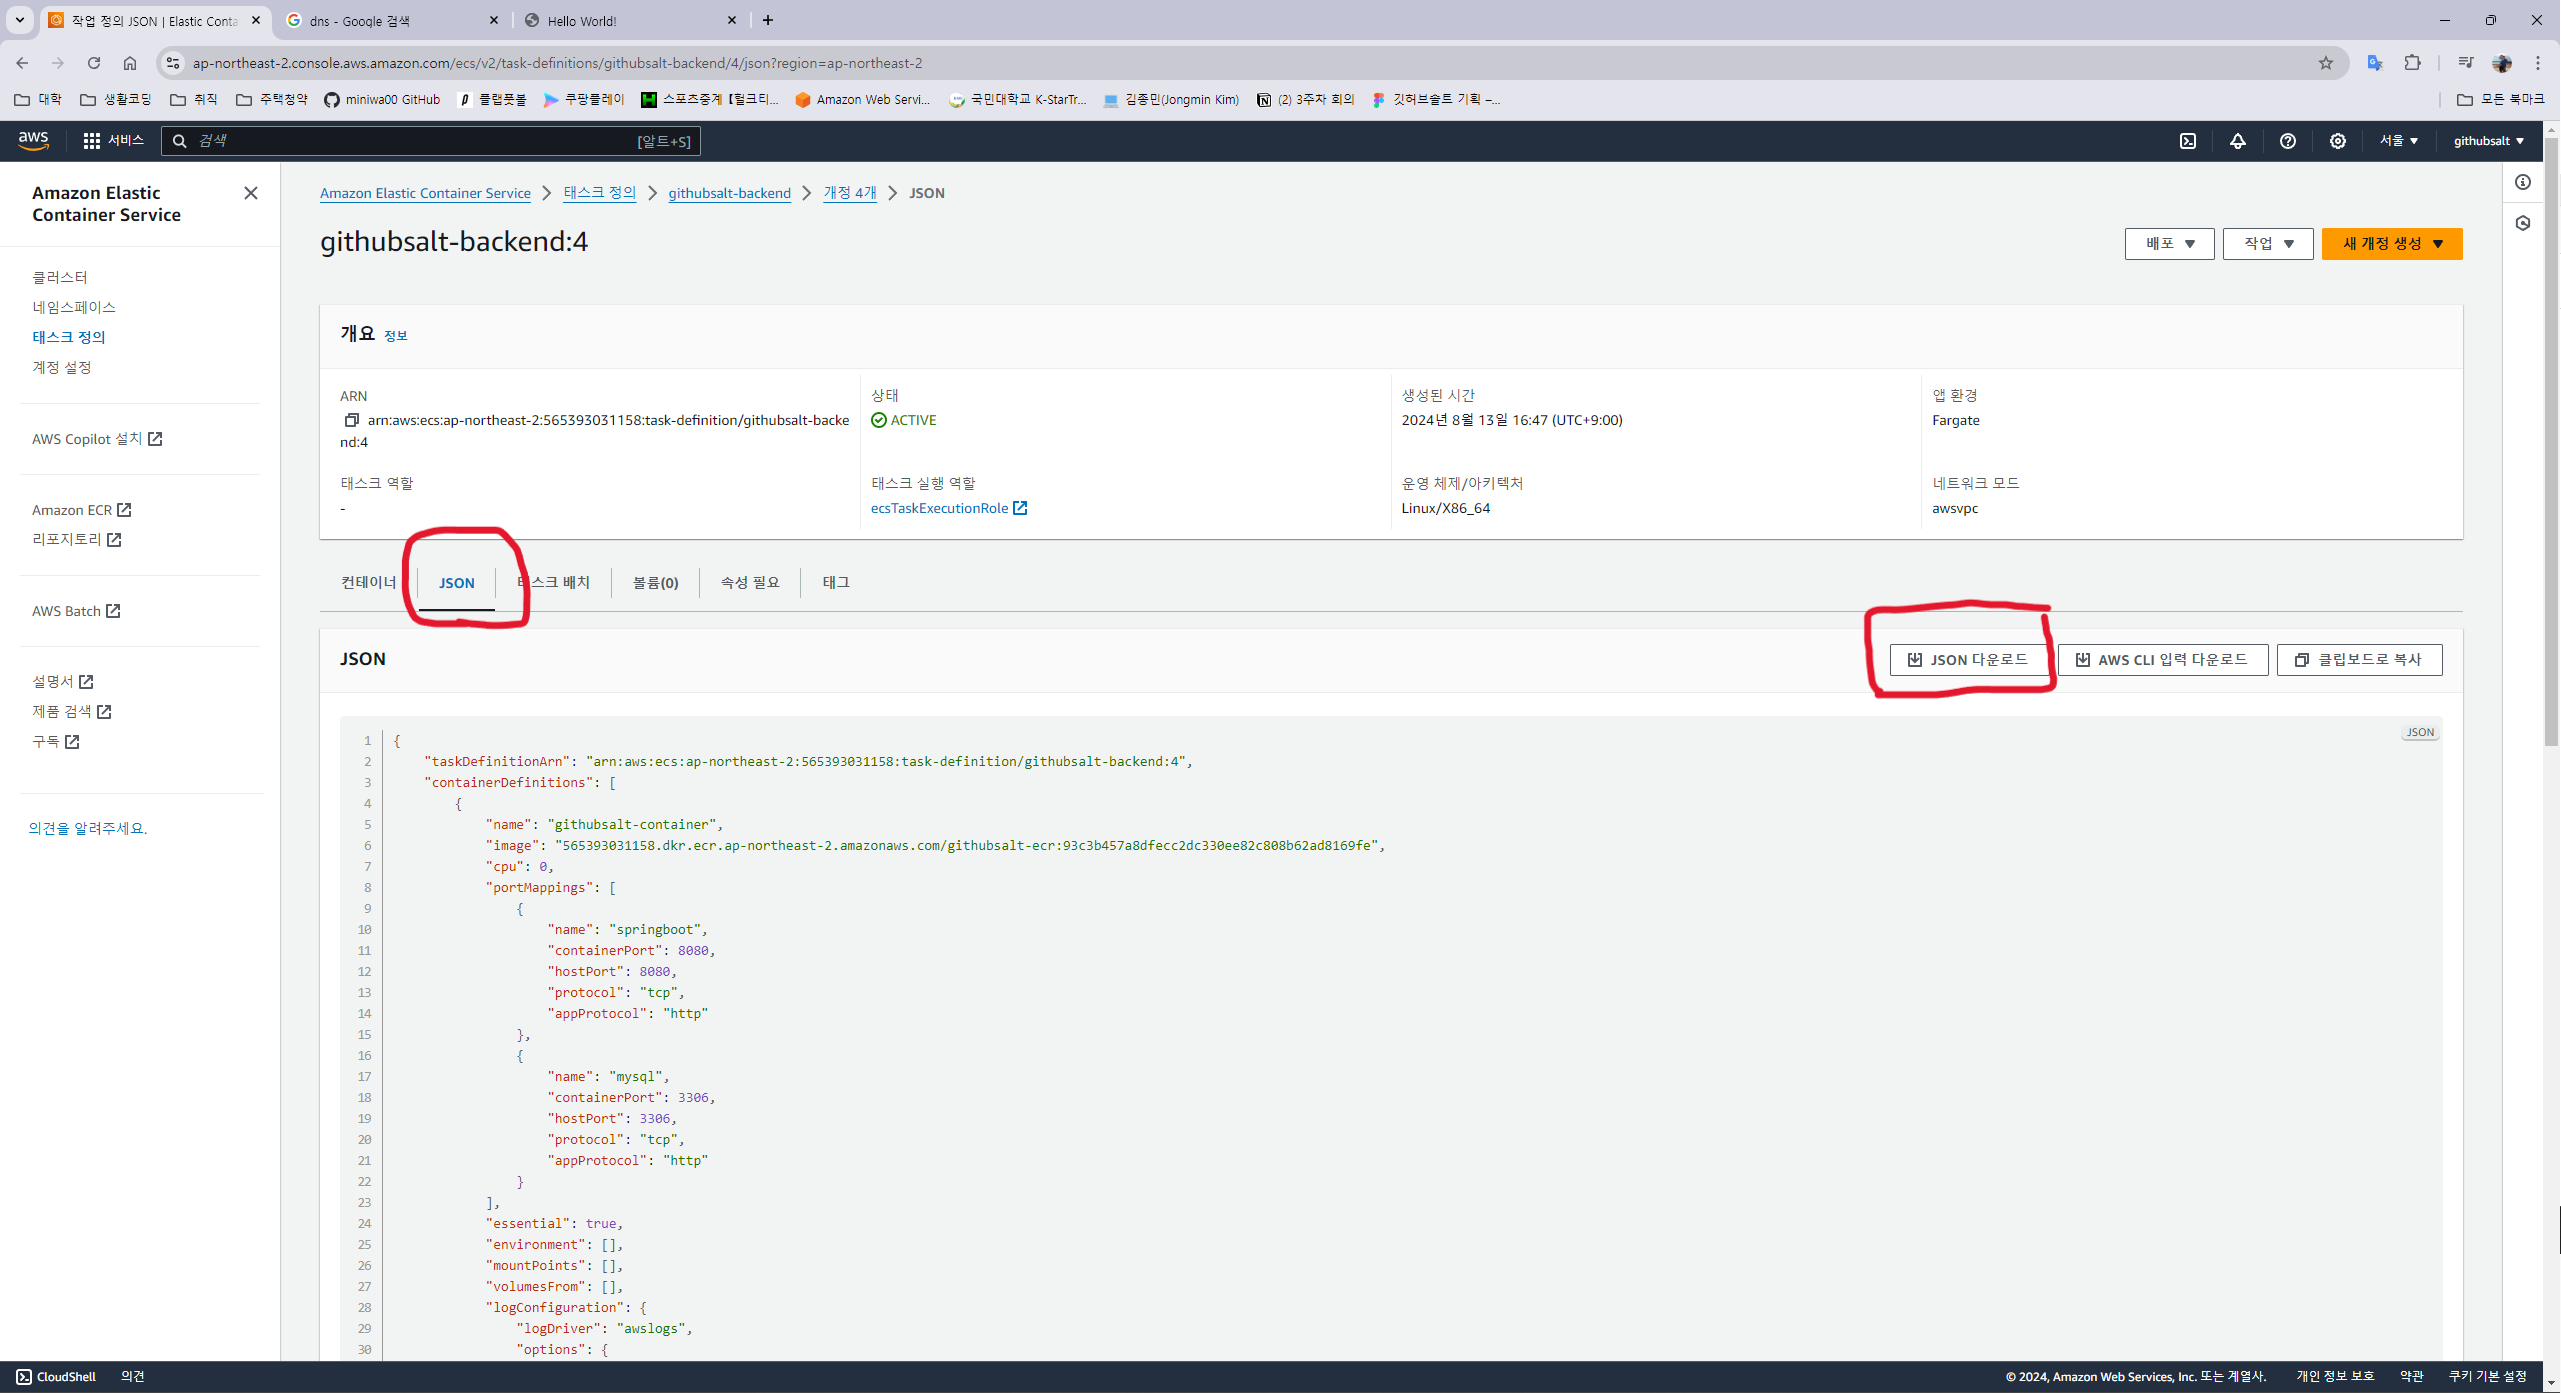 작업 정의 JSON | Elastic Conta
dns - Google 검색
Hello World!
ap-northeast-2.console.aws.amazon.com/ecs/v2/task-definitions/githubsalt-backend/4/json?region=ap-northeast-2
대학
생활코딩
취직
주택청약
miniwa00 GitHub
플랩풋볼
쿠팡플레이
스포츠중계【헐크티...
Amazon Web Servi...
국민대학교 K-StarTr...
김종민(Jongmin Kim)
(2) 3주차 회의
깃허브솔트 기획 –...
모든 북마크
aws
서비스
검색
[알트+S]
서울
githubsalt
Amazon Elastic
Container Service
클러스터
네임스페이스
태스크 정의
계정 설정
AWS Copilot 설치
Amazon ECR
리포지토리
AWS Batch
설명서
제품 검색
구독
의견을 알려주세요.
Amazon Elastic Container Service
태스크 정의
githubsalt-backend
개정 4개
JSON
githubsalt-backend:4
배포
작업
새 개정 생성
개요 정보
ARN
arn:aws:ecs:ap-northeast-2:565393031158:task-definition/githubsalt-backe
nd:4
상태
ACTIVE
생성된 시간
2024년 8월 13일 16:47 (UTC+9:00)
앱 환경
Fargate
태스크 역할
-
태스크 실행 역할
ecsTaskExecutionRole
운영 체제/아키텍처
Linux/X86_64
네트워크 모드
awsvpc
컨테이너
JSON
태스크 배치
볼륨(0)
속성 필요
태그
JSON
JSON 다운로드
AWS CLI 입력 다운로드
클립보드로 복사
JSON
1 {
2 "taskDefinitionArn": "arn:aws:ecs:ap-northeast-2:565393031158:task-definition/githubsalt-backend:4",
3 "containerDefinitions": [
4 {
5 "name": "githubsalt-container",
6 "image": "565393031158.dkr.ecr.ap-northeast-2.amazonaws.com/githubsalt-ecr:93c3b457a8dfecc2dc330ee82c808b62ad8169fe",
7 "cpu": 0,
8 "portMappings": [
9 {
10 "name": "springboot",
11 "containerPort": 8080,
12 "hostPort": 8080,
13 "protocol": "tcp",
14 "appProtocol": "http"
15 },
16 {
17 "name": "mysql",
18 "containerPort": 3306,
19 "hostPort": 3306,
20 "protocol": "tcp",
21 "appProtocol": "http"
22 }
23 ],
24 "essential": true,
25 "environment": [],
26 "mountPoints": [],
27 "volumesFrom": [],
28 "logConfiguration": {
29 "logDriver": "awslogs",
30 "options": {
CloudShell
의견
© 2024, Amazon Web Services, Inc. 또는 계열사.
개인 정보 보호
약관
쿠키 기본 설정